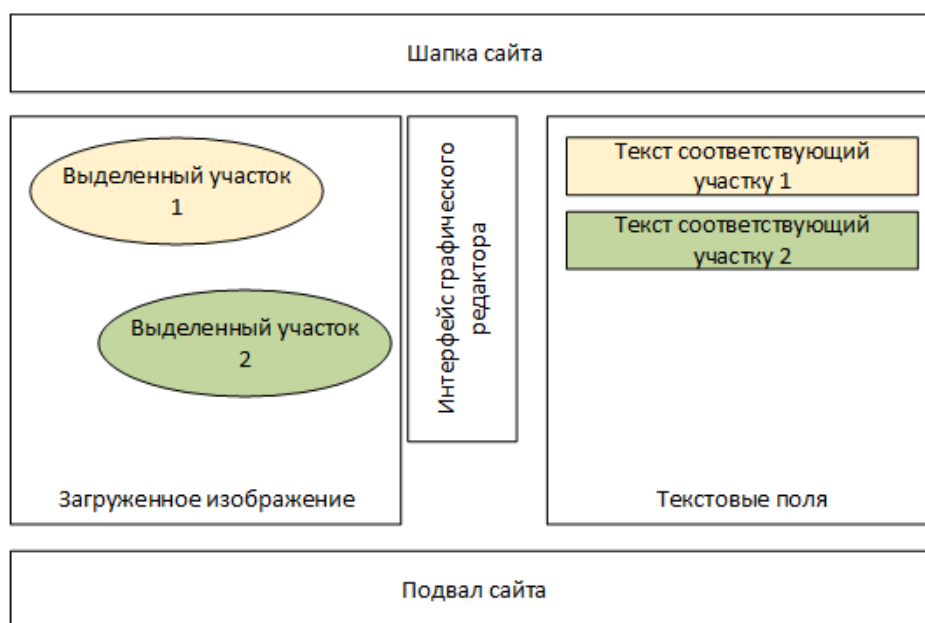 Шапка сайта
Выделенный участок
1
Выделенный участок
2
Загруженное изображение
Интерфейс графического
редактора
Текст соответствующий
участку 1
Текст соответствующий
участку 2
Текстовые поля
Подвал сайта